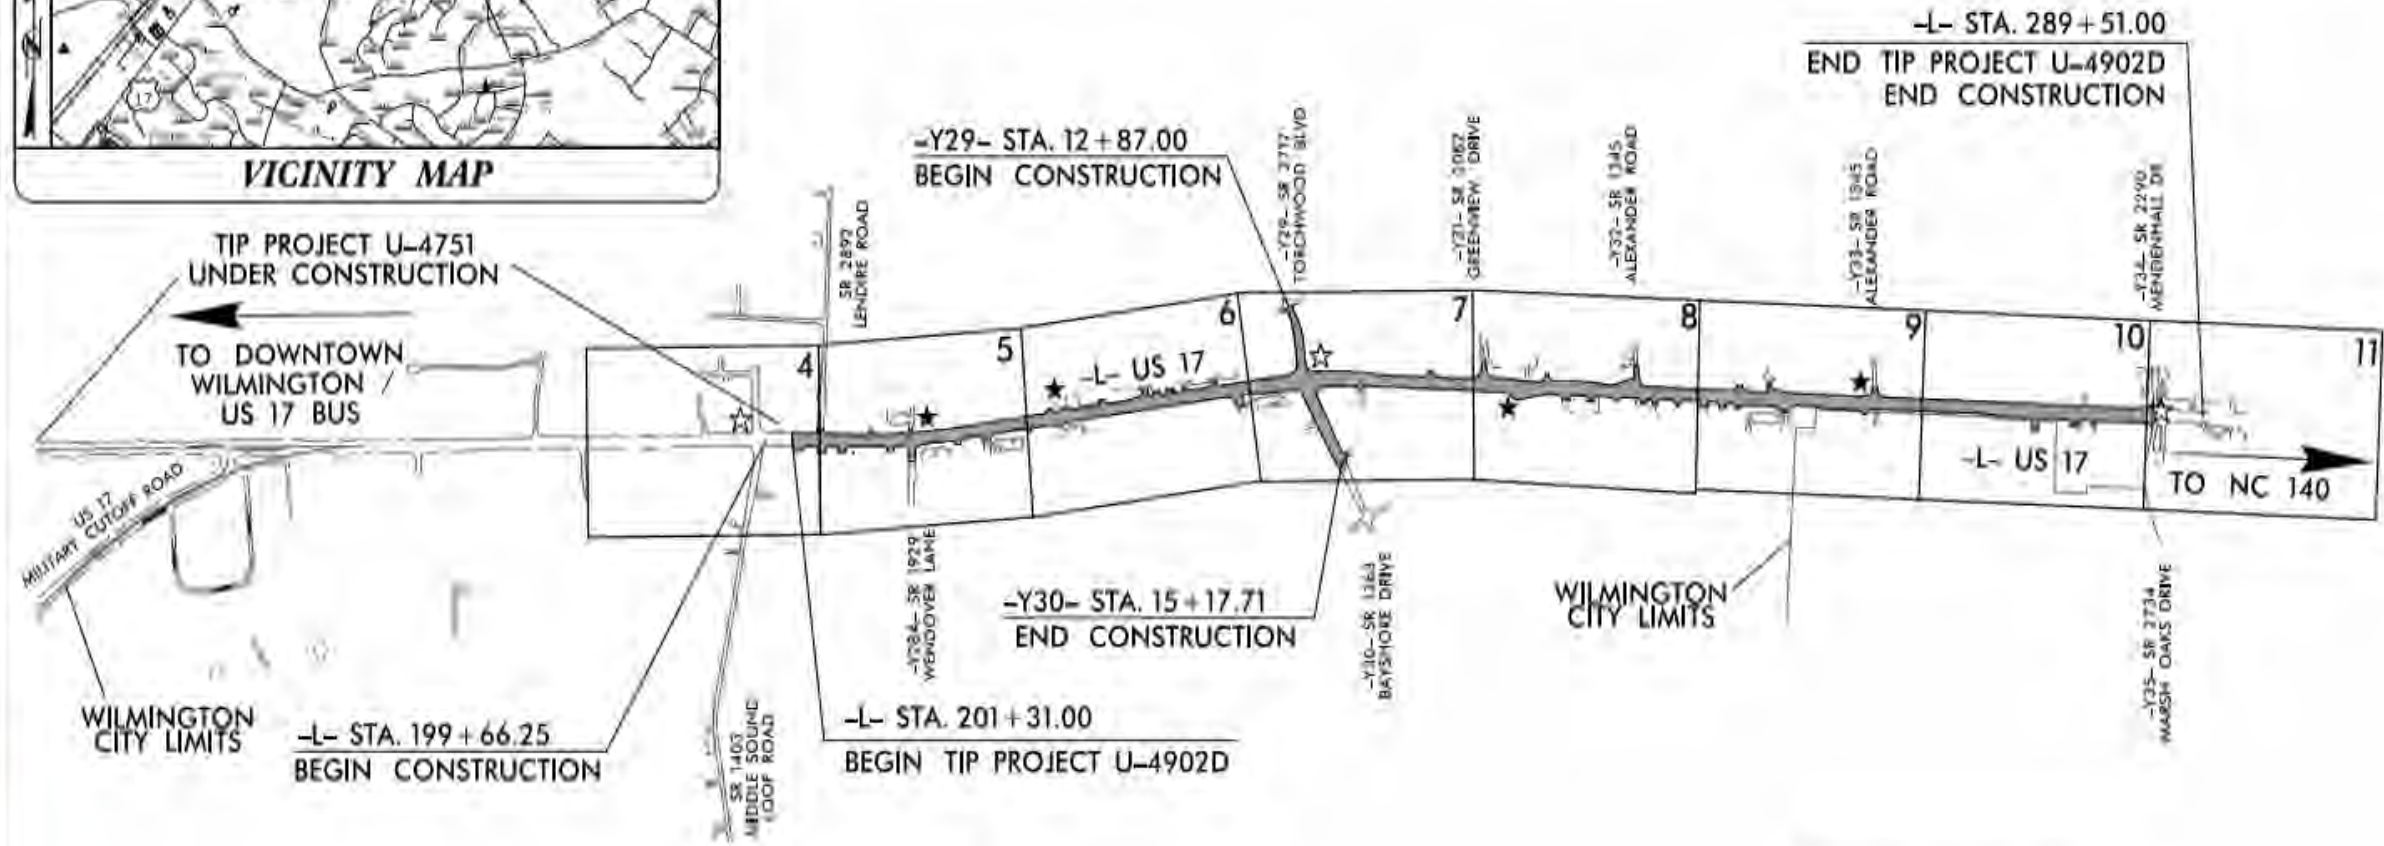 17
VICINITY MAP
-L- STA. 289+51.00
END TIP PROJECT U-4902D
END CONSTRUCTION
-Y29- STA. 12+87.00
BEGIN CONSTRUCTION
TIP PROJECT U-4751
UNDER CONSTRUCTION
TO DOWNTOWN
WILMINGTON /
US 17 BUS
SR 2892
LENDIRE ROAD
-Y29- SR 2777
TORCHWOOD BLVD
GREENVIEW DRIVE
-Y32- SR 1345
ALEXANDER ROAD
-Y33- SR 1345
ALEXANDER ROAD
-Y34- SR 2290
MENDENHALL DR
4
5
6
7
8
9
10
11
-L- US 17
-L- US 17
TO NC 140
US 17
MILITARY CUTOFF ROAD
WILMINGTON
CITY LIMITS
-L- STA. 199+66.25
BEGIN CONSTRUCTION
SR 1403
MIDDLE SOUND
LOOP ROAD
-L- STA. 201+31.00
BEGIN TIP PROJECT U-4902D
-Y28A- SR 1929
WENDOVER LANE
-Y30- STA. 15+17.71
END CONSTRUCTION
-Y30- SR 1363
BAYSHORE DRIVE
WILMINGTON
CITY LIMITS
-Y35- SR 2734
MARSH OAKS DRIVE